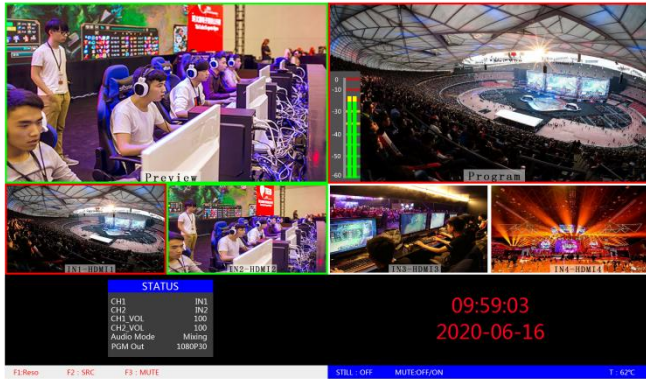 Preview
Program
0
-10
-30
-40
-50
-60
IN1-HDMI1
IN2-HDMI2
IN3-HDMI3
IN4-HDMI4
STATUS
CH1 IN1
CH2 IN2
CH1_VOL 100
CH2_VOL 100
Audio Mode Mixing
PGM Out 1080P30
09:59:03
2020-06-16
F1:Reso F2 : SRC F3 : MUTE
STILL : OFF MUTE:OFF/ON T : 62℃